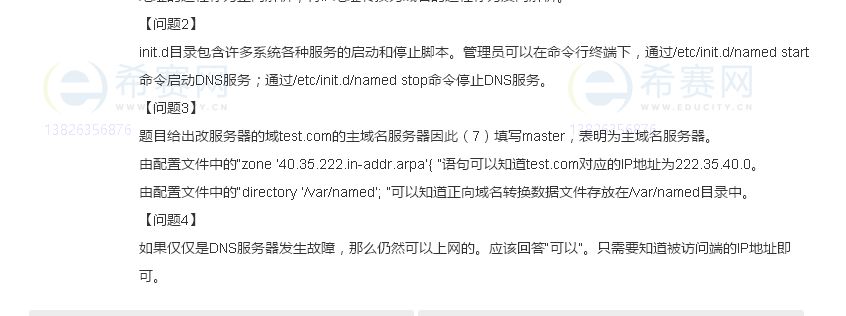 【问题2】
init.d目录包含许多系统各种服务的启动和停止脚本。管理员可以在命令行终端下，通过/etc/init.d/named start
命令启动DNS服务；通过/etc/init.d/named stop命令停止DNS服务。
希赛网
WWW.EDUCITY.CN
13826356876
希赛网
WWW.EDUCITY.CN
13826356876
【问题3】
题目给出改服务器的域test.com的主域名服务器因此（7）填写master，表明为主域名服务器。
由配置文件中的"zone '40.35.222.in-addr.arpa'{ "语句可以知道test.com对应的IP地址为222.35.40.0。
由配置文件中的"directory '/var/named'; "可以知道正向域名转换数据文件存放在/var/named目录中。
【问题4】
如果仅仅是DNS服务器发生故障，那么仍然可以上网的。应该回答"可以"。只需要知道被访问端的IP地址即
可。